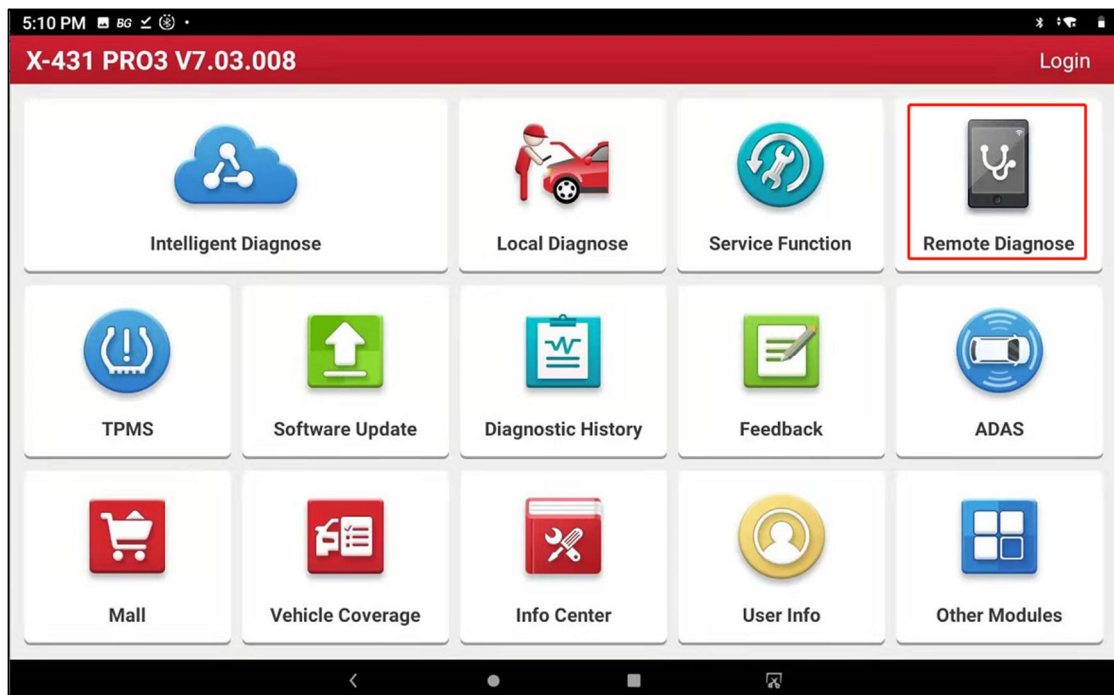 5:10 PM BG
X-431 PRO3 V7.03.008 Login
Intelligent Diagnose Local Diagnose Service Function Remote Diagnose
TPMS Software Update Diagnostic History Feedback ADAS
Mall Vehicle Coverage Info Center User Info Other Modules